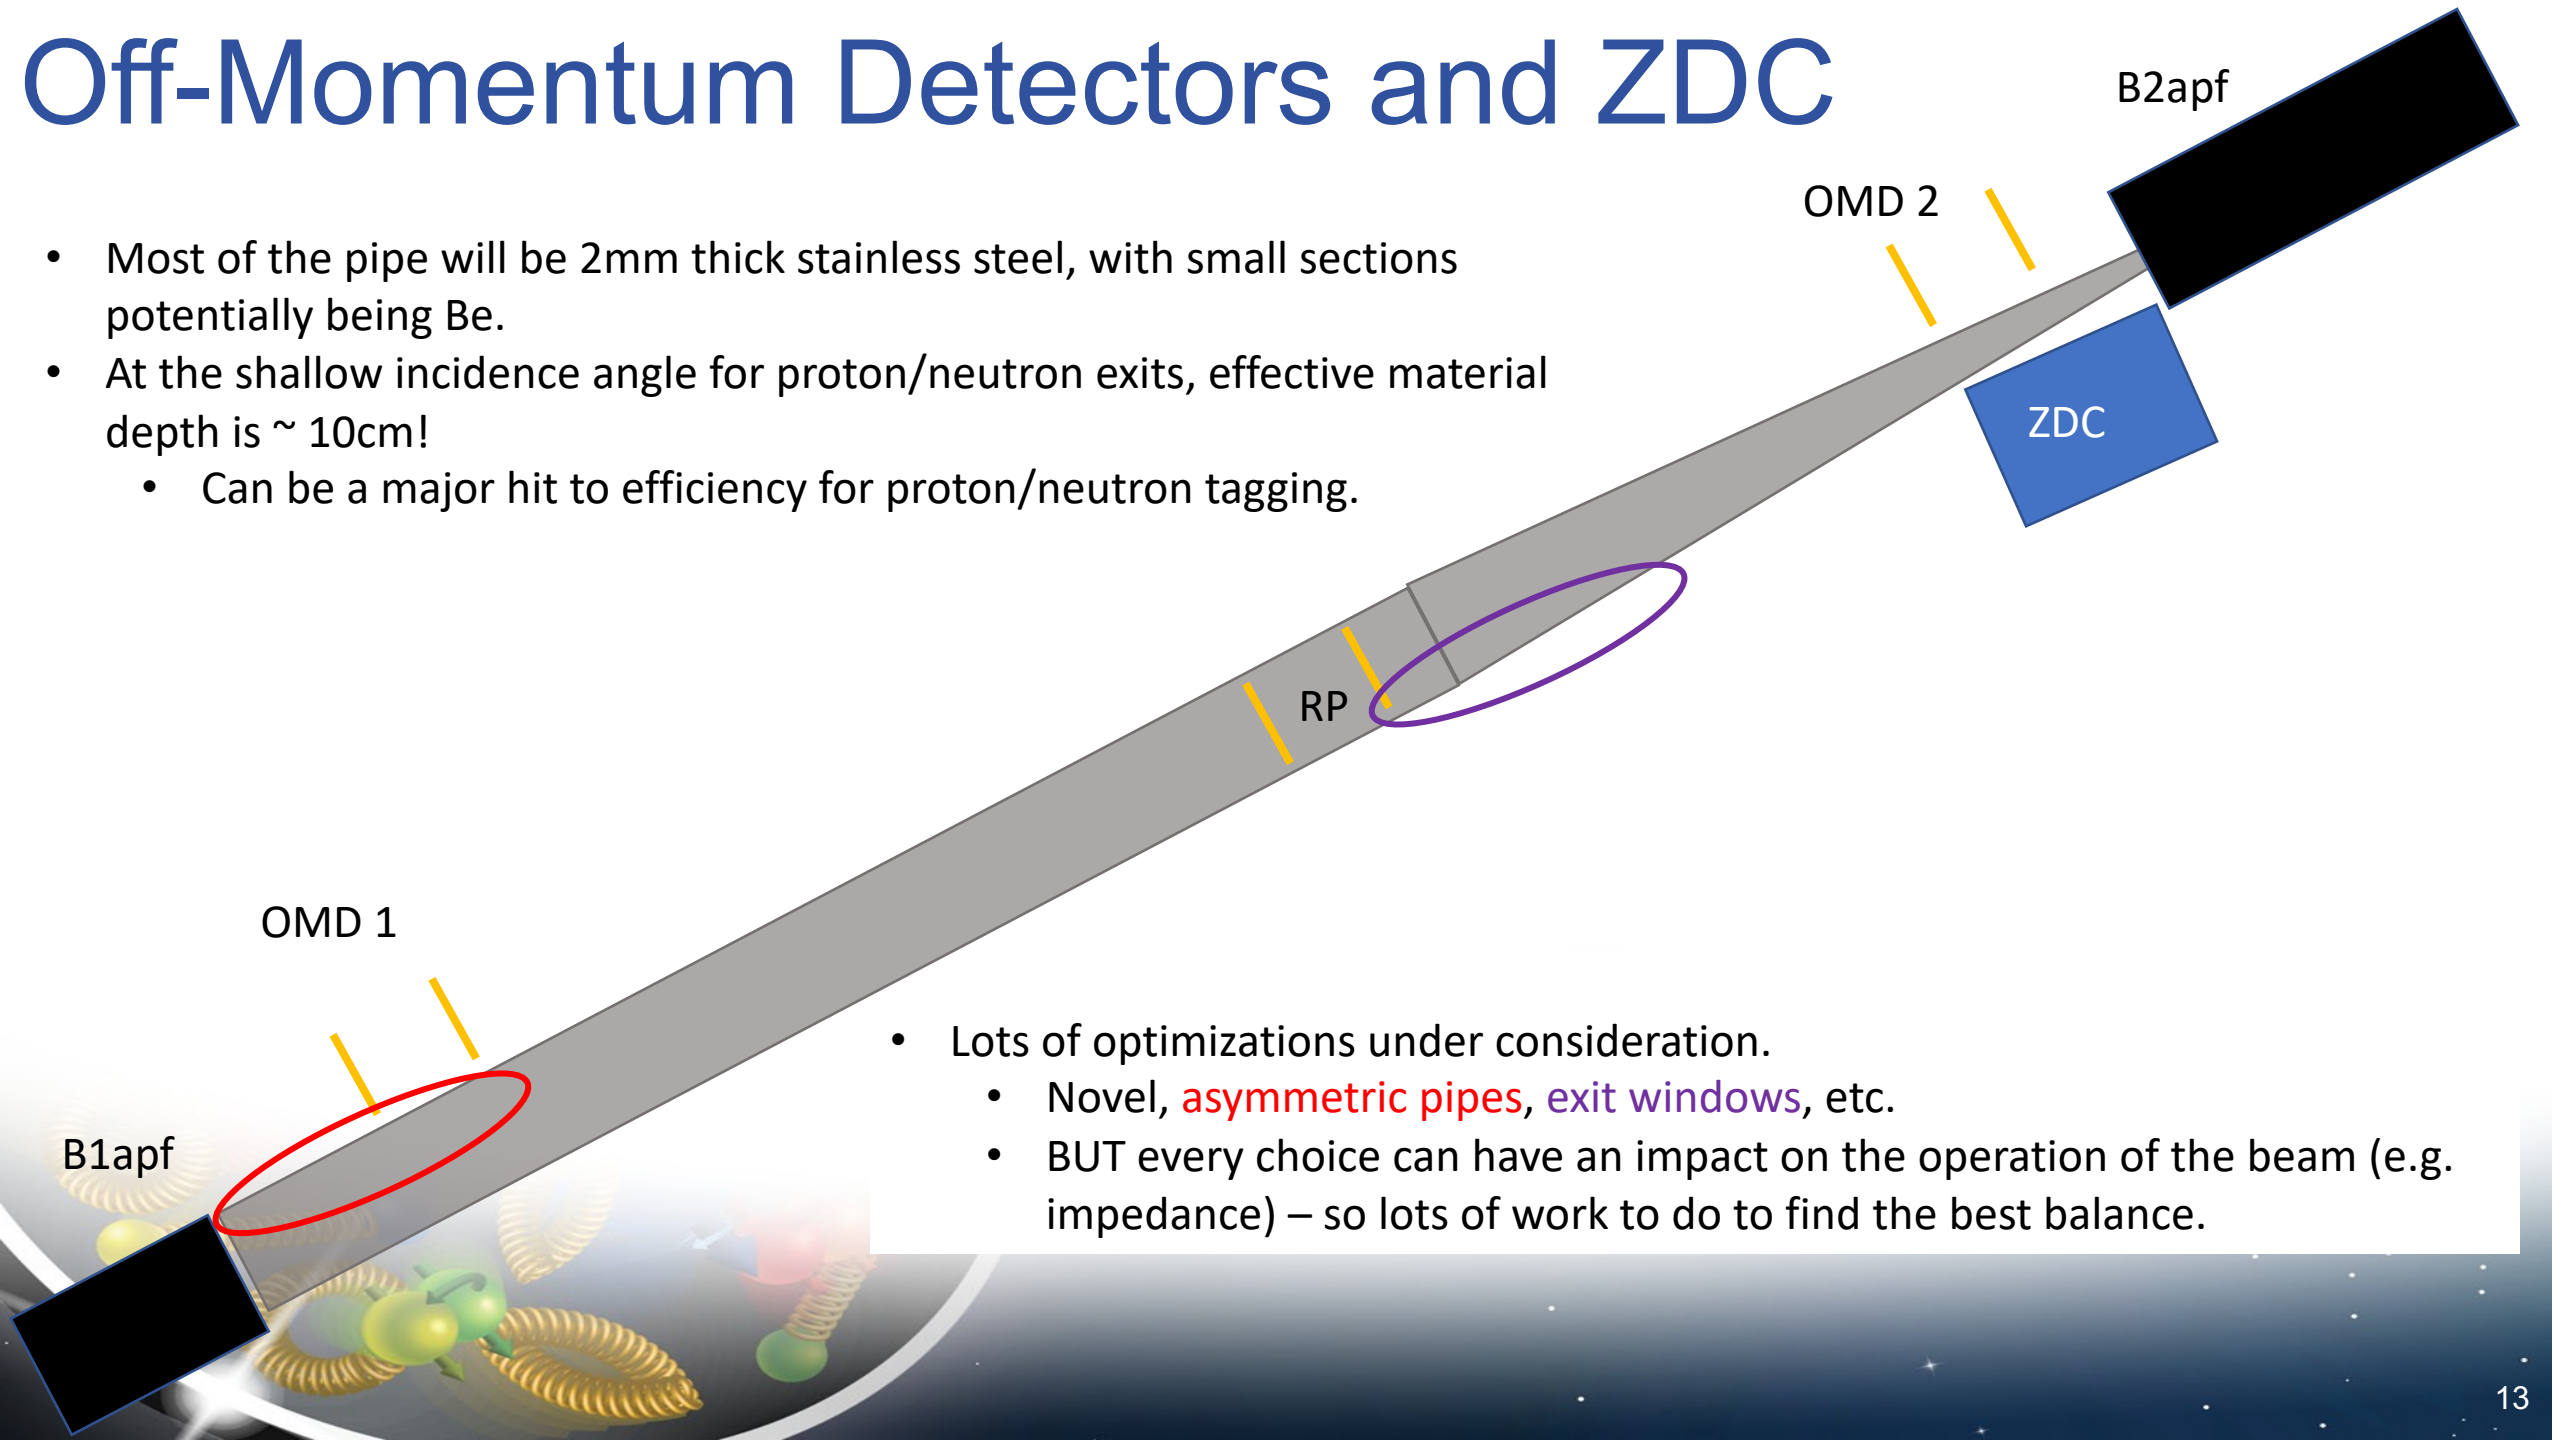 Off-Momentum Detectors and ZDC
B2apf
OMD 2
• Most of the pipe will be 2mm thick stainless steel, with small sections
potentially being Be.
• At the shallow incidence angle for proton/neutron exits, effective material
depth is ~ 10cm!
• Can be a major hit to efficiency for proton/neutron tagging.
ZDC
RP
OMD 1
B1apf
• Lots of optimizations under consideration.
• Novel, asymmetric pipes, exit windows, etc.
• BUT every choice can have an impact on the operation of the beam (e.g.
impedance) – so lots of work to do to find the best balance.
13